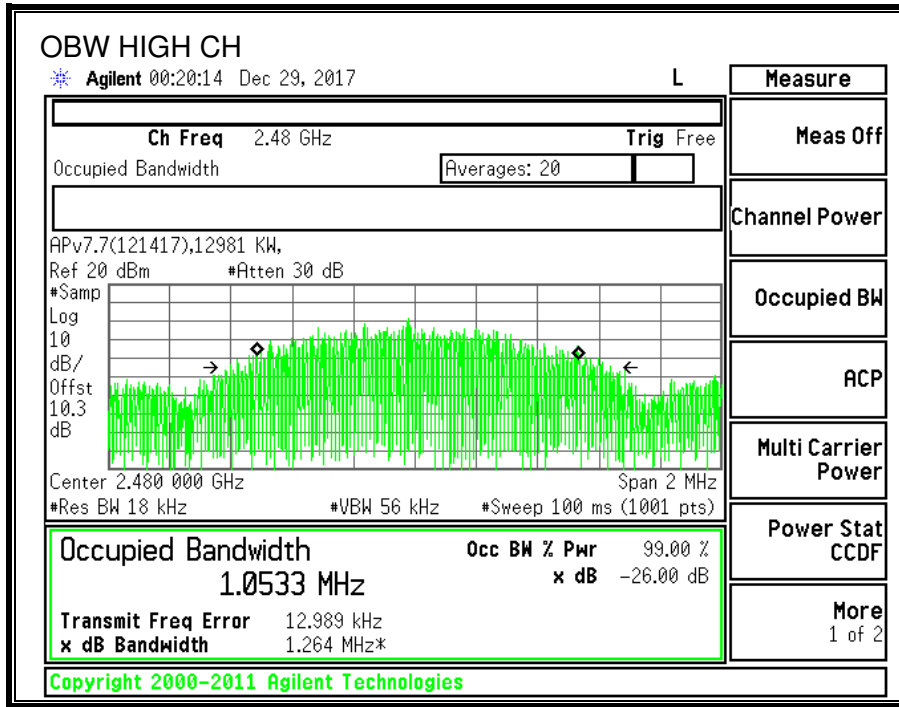 OBW HIGH CH
Agilent 00:20:14 Dec 29, 2017 L
Measure
Ch Freq 2.48 GHz Trig Free
Occupied Bandwidth Averages: 20
APv7.7(121417),12981 KW,
Ref 20 dBm #Atten 30 dB
#Samp
Log
10
dB/
Offst
10.3
dB
Center 2.480 000 GHz Span 2 MHz
#Res BW 18 kHz #VBW 56 kHz #Sweep 100 ms (1001 pts)
Occupied Bandwidth Occ BW % Pwr 99.00 %
1.0533 MHz x dB -26.00 dB
Transmit Freq Error 12.989 kHz
x dB Bandwidth 1.264 MHz*
Copyright 2000-2011 Agilent Technologies
Meas Off
Channel Power
Occupied BW
ACP
Multi Carrier
Power
Power Stat
CCDF
More
1 of 2